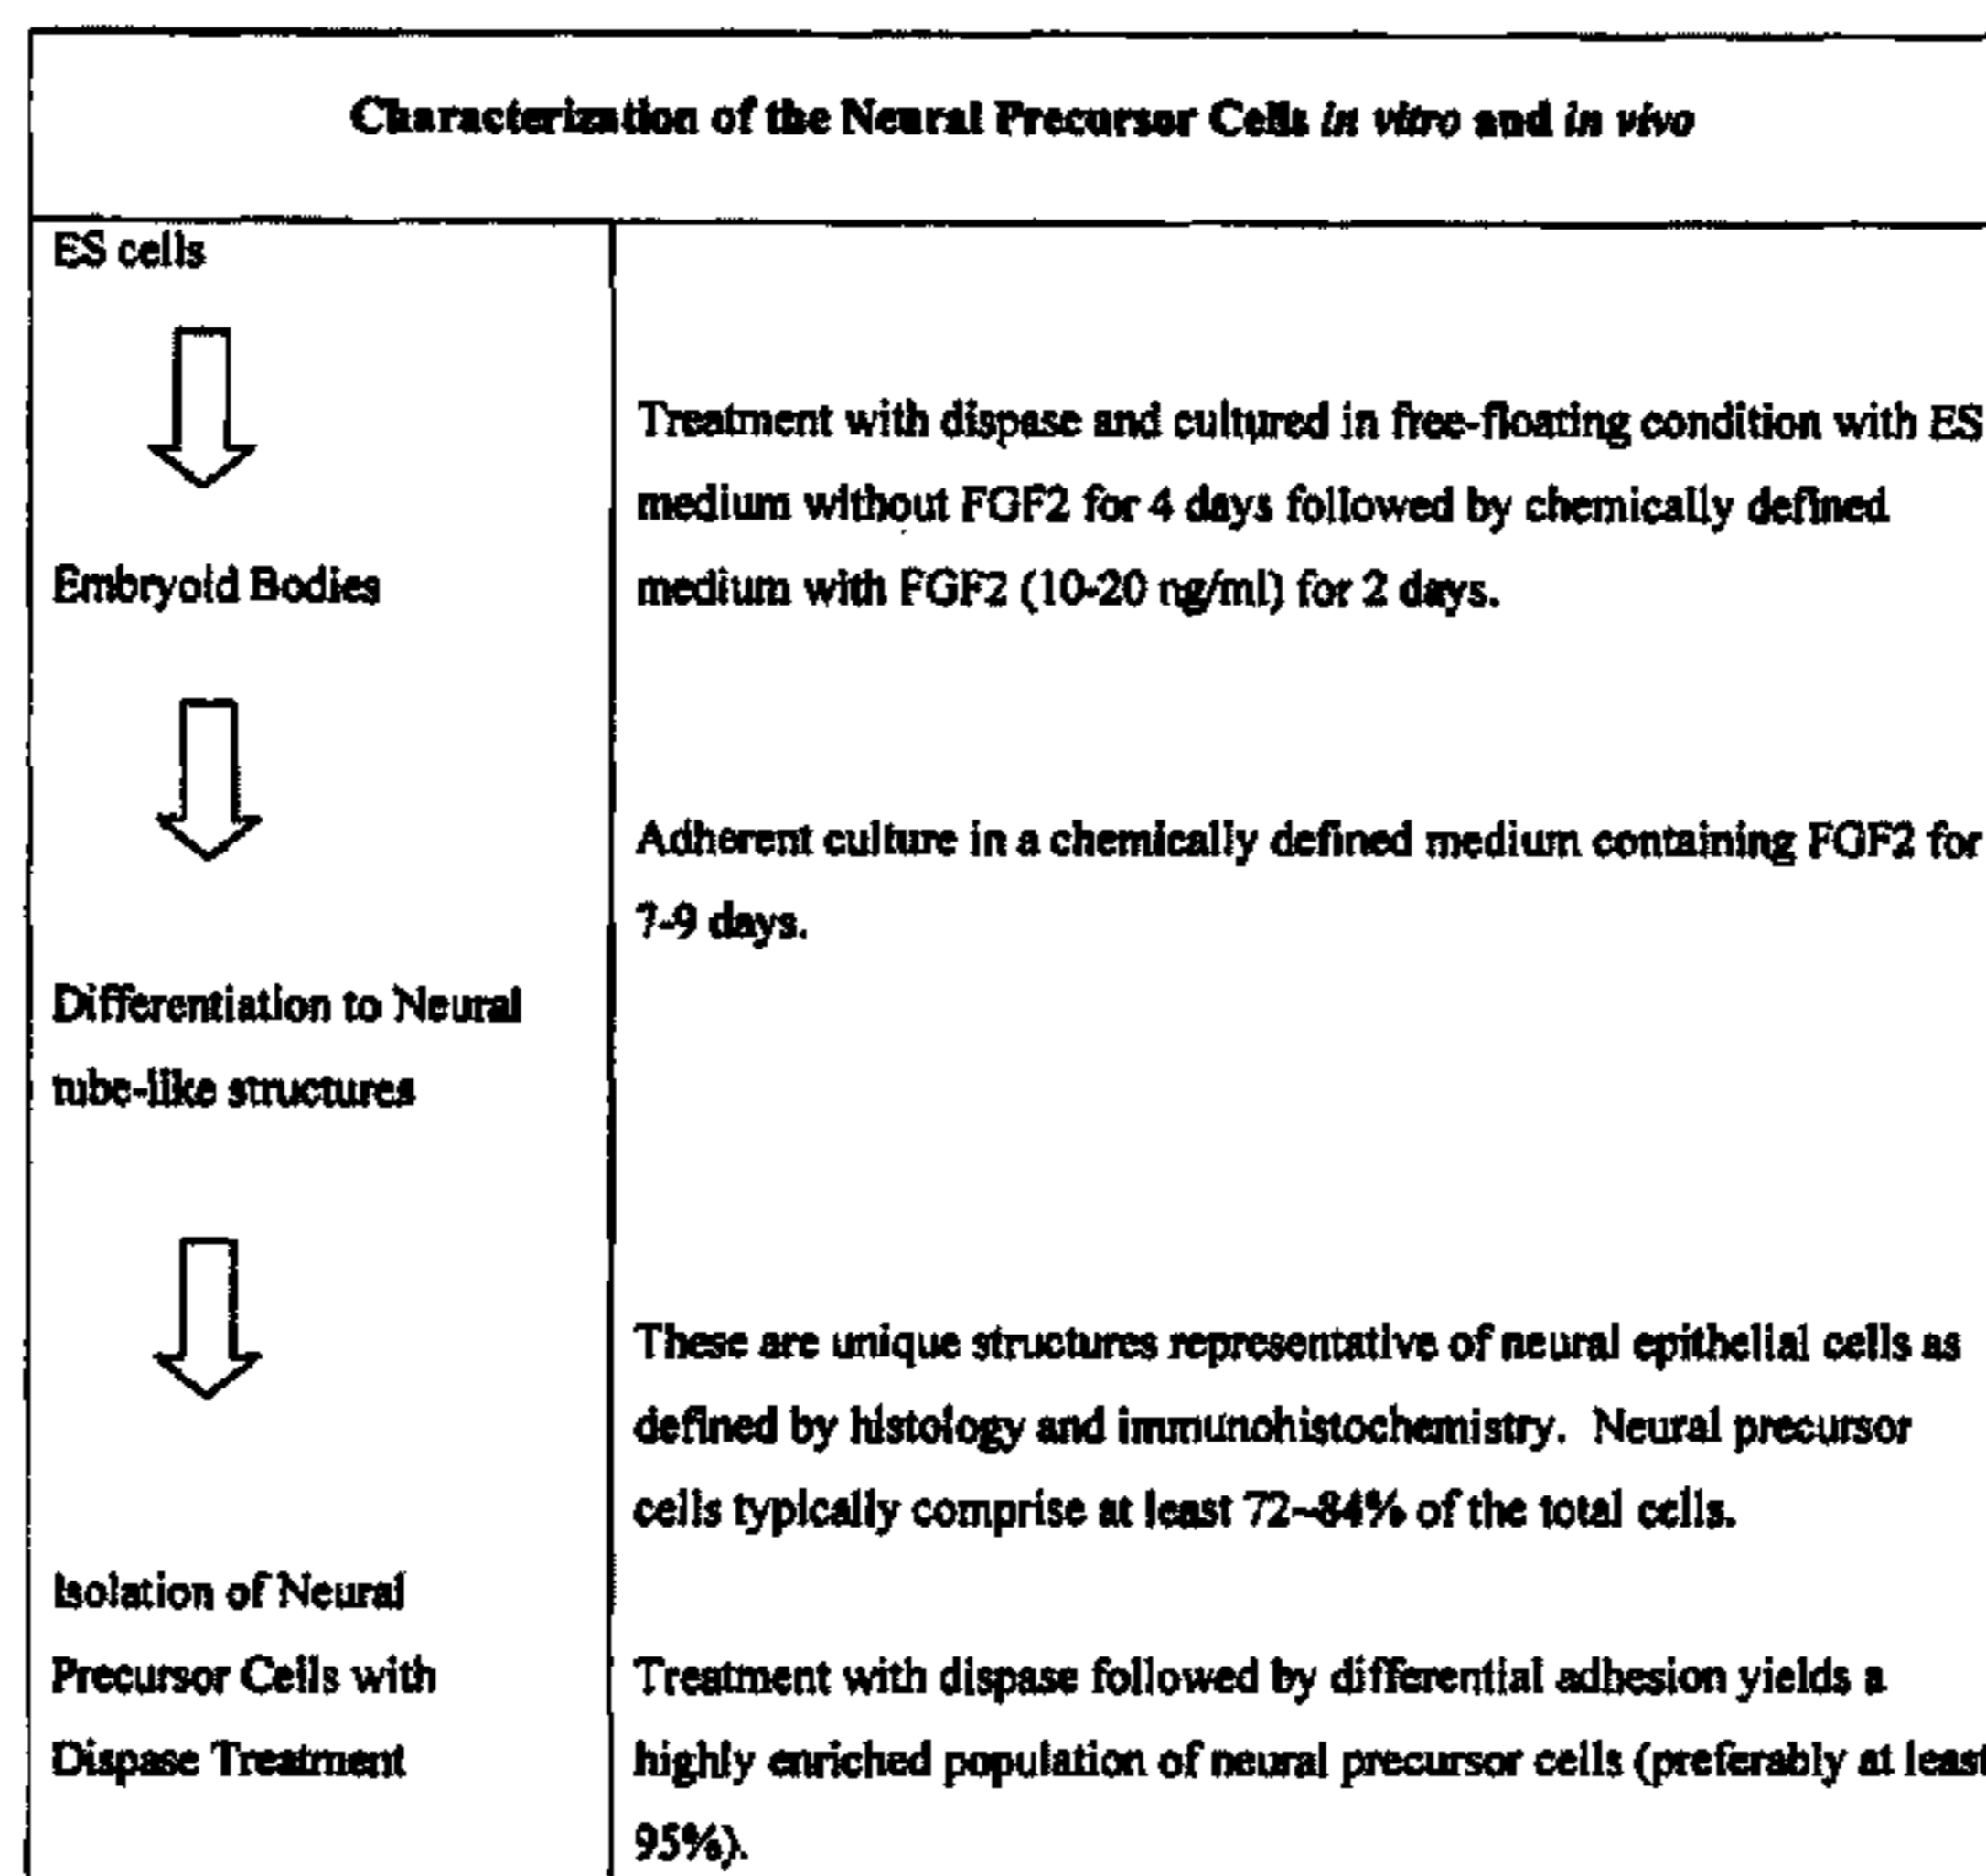 Characterization of the Neural Precursor Cells in vitro and in vivo
ES cells
Treatment with dispase and cultured in free-floating condition with ES
medium without FGF2 for 4 days followed by chemically defined
medium with FGF2 (10-20 ng/ml) for 2 days.
Embryoid Bodies
Adherent culture in a chemically defined medium containing FGF2 for
7-9 days.
Differentiation to Neural
tube-like structures
These are unique structures representative of neural epithelial cells as
defined by histology and immunohistochemistry. Neural precursor
cells typically comprise at least 72–84% of the total cells.
Isolation of Neural
Precursor Cells with
Dispase Treatment
Treatment with dispase followed by differential adhesion yields a
highly enriched population of neural precursor cells (preferably at least
95%).